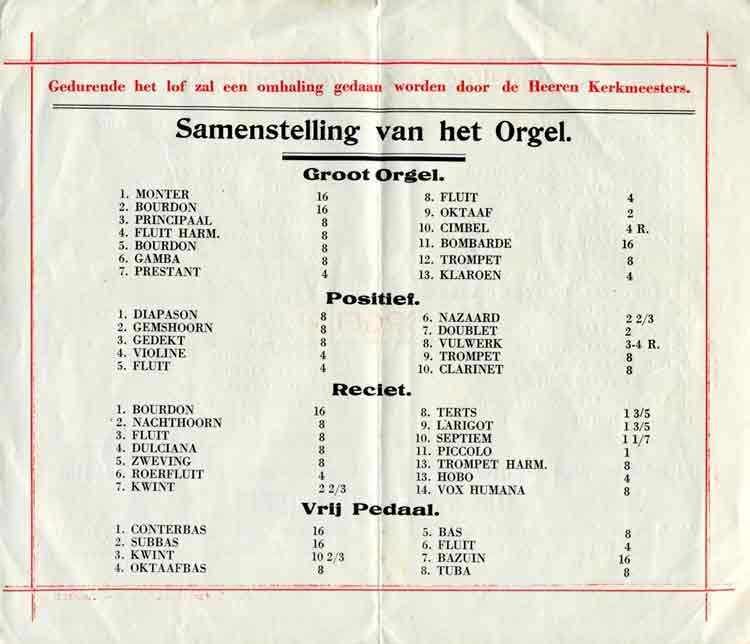 Gedurende het lof zal een omhaling gedaan worden door de Heeren Kerkmeesters.
Samenstelling van het Orgel.
Groot Orgel.
1. MONTER 16
2. BOURDON 16
3. PRINCIPAAL 8
4. FLUIT HARM. 8
5. BOURDON 8
6. GAMBA 8
7. PRESTANT 4
8. FLUIT 4
9. OKTAAF 2
10. CIMBEL 4 R.
11. BOMBARDE 16
12. TROMPET 8
13. KLAROEN 4
Positief.
1. DIAPASON 8
2. GEMSHOORN 8
3. GEDEKT 8
4. VIOLINE 4
5. FLUIT 4
6. NAZAARD 2 2/3
7. DOUBLET 2
8. VULWERK 3-4 R.
9. TROMPET 8
10. CLARINET 8
Reciet.
1. BOURDON 16
2. NACHTHOORN 8
3. FLUIT 8
4. DULCIANA 8
5. ZWEVING 8
6. ROERFLUIT 4
7. KWINT 2 2/3
8. TERTS 1 3/5
9. LARIGOT 1 3/5
10. SEPTIEM 1 1/7
11. PICCOLO 1
13. TROMPET HARM. 8
13. HOBO 4
14. VOX HUMANA 8
Vrij Pedaal.
1. CONTERBAS 16
2. SUBBAS 16
3. KWINT 10 2/3
4. OKTAAFBAS 8
5. BAS 8
6. FLUIT 4
7. BAZUIN 16
8. TUBA 8